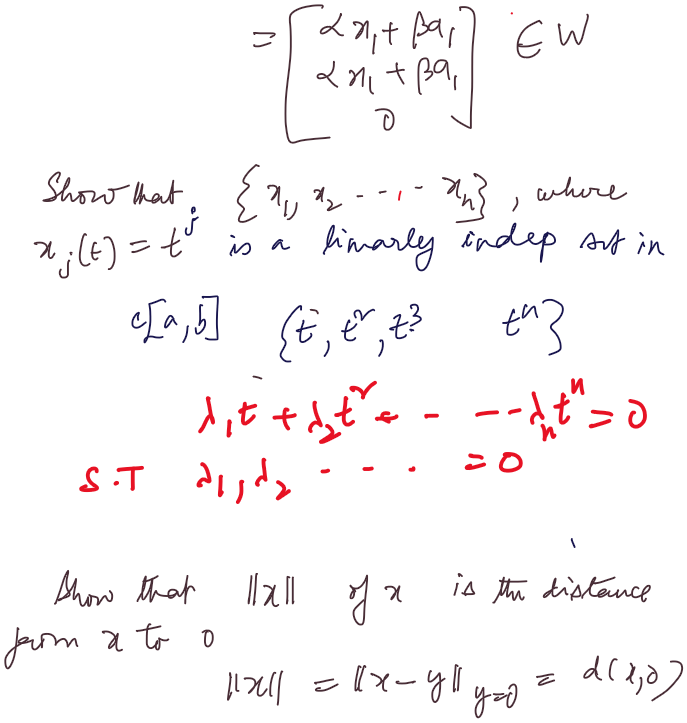 = [αx₁ + βa₁
αx₁ + βa₁
0] ∈ W
Show that {x₁, x₂ - - - - xₙ}, where
xⱼ(t) = tʲ is a linarly indep set in
c[a,b] {t, t², t³ tⁿ}
λ₁t + λ₂t² + - - - - λₙtⁿ = 0
S.T λ₁, λ₂ - - . = 0
Show that ||x|| of x is the distance
from x to 0
||x|| = ||x-y|| y=0 = d(x,0)